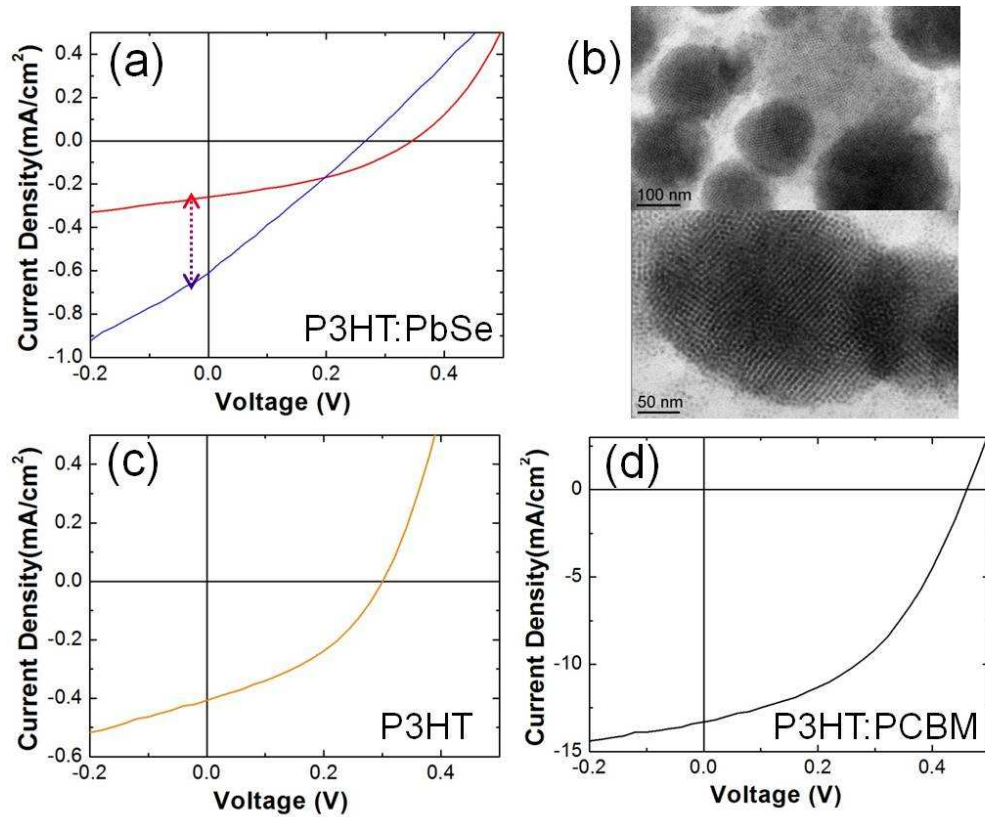 (a)
Current Density(mA/cm²)
0.4
0.2
0.0
-0.2
-0.4
-0.6
-0.8
-1.0
P3HT:PbSe
-0.2 0.0 0.2 0.4
Voltage (V)
(b)
100 nm
50 nm
(c)
Current Density(mA/cm²)
0.4
0.2
0.0
-0.2
-0.4
-0.6
P3HT
-0.2 0.0 0.2 0.4
Voltage (V)
(d)
Current Density(mA/cm²)
0
-5
-10
-15
P3HT:PCBM
-0.2 0.0 0.2 0.4
Voltage (V)